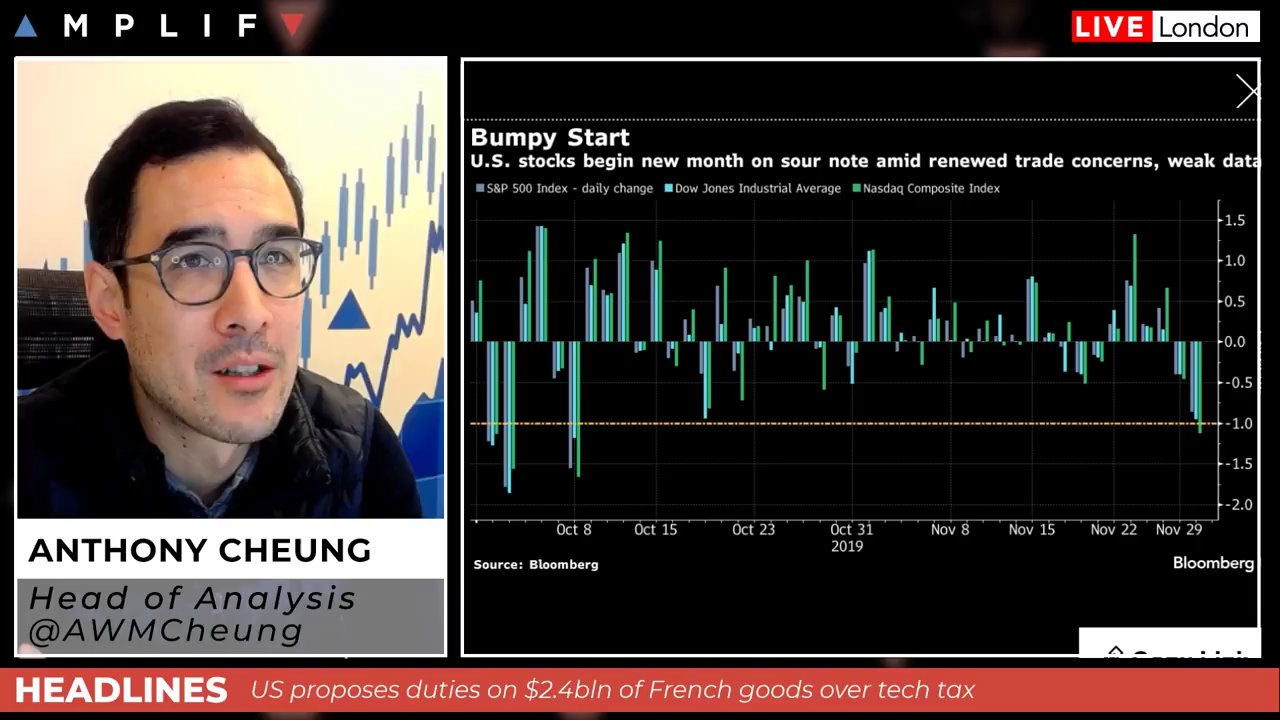 MPLIF
LIVE London
Bumpy Start
U.S. stocks begin new month on sour note amid renewed trade concerns, weak data
S&P 500 Index - daily change Dow Jones Industrial Average Nasdaq Composite Index
1.5
1.0
0.5
0.0
-0.5
-1.0
-1.5
-2.0
Oct 8 Oct 15 Oct 23 Oct 31 Nov 8 Nov 15 Nov 22 Nov 29
2019
Source: Bloomberg
Bloomberg
ANTHONY CHEUNG
Head of Analysis
@AWMCheung
HEADLINES US proposes duties on $2.4bln of French goods over tech tax